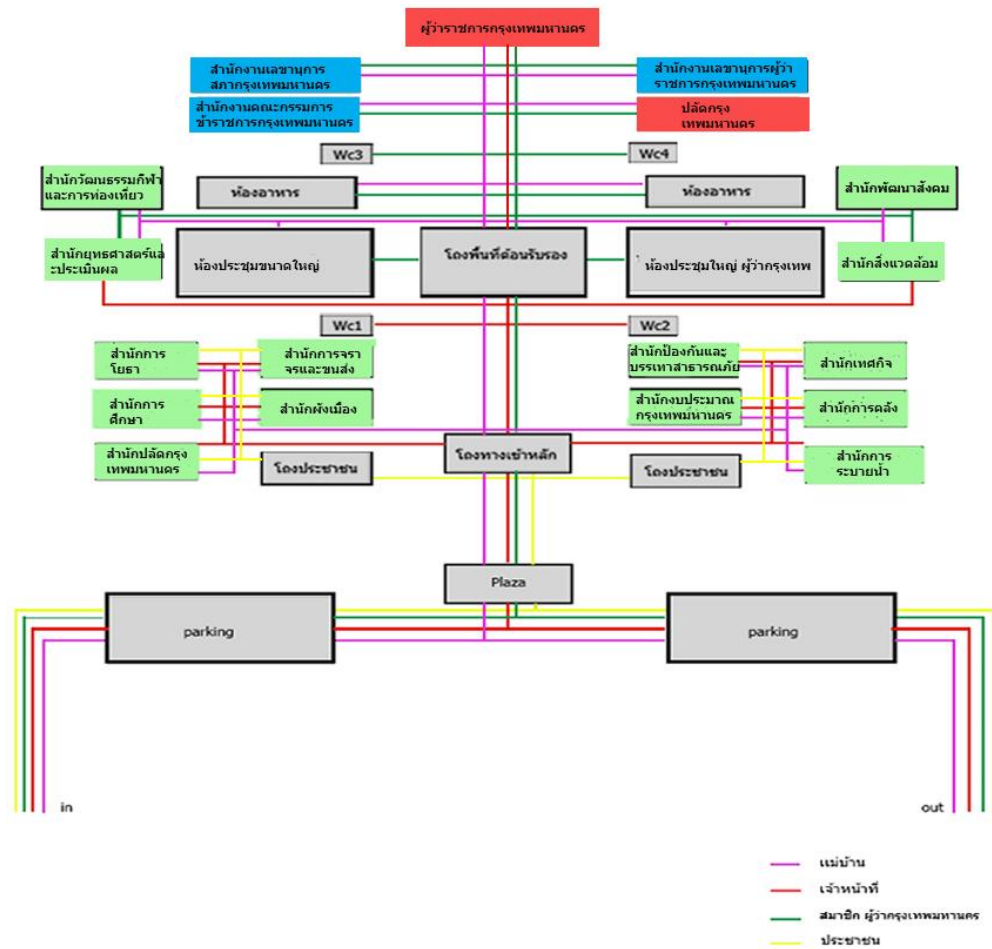 ผู้ว่าราชการกรุงเทพมหานคร
สำนักงานเลขานุการ
สภากรุงเทพมหานคร
สำนักงานเลขานุการผู้ว่า
ราชการกรุงเทพมหานคร
สำนักงานคณะกรรมการ
ข้าราชการกรุงเทพมหานคร
ปลัดกรุง
เทพมหานคร
Wc3
Wc4
สำนักวัฒนธรรมกีฬา
และการท่องเที่ยว
ห้องอาหาร
ห้องอาหาร
สำนักพัฒนาสังคม
สำนักยุทธศาสตร์แล
ะประเมินผล
ห้องประชุมขนาดใหญ่
โถงพื้นที่ต้อนรับรอง
ห้องประชุมใหญ่ ผู้ว่ากรุงเทพ
สำนักสิ่งแวดล้อม
Wc1
Wc2
สำนักการ
โยธา
สำนักการจรา
จรและขนส่ง
สำนักป้องกันและ
บรรเทาสาธารณภัย
สำนักเทศกิจ
สำนักการ
ศึกษา
สำนักผังเมือง
สำนักงบประมาณ
กรุงเทพมหานคร
สำนักการคลัง
สำนักปลัดกรุง
เทพมหานคร
โถงประชาชน
โถงทางเข้าหลัก
โถงประชาชน
สำนักการ
ระบายน้ำ
Plaza
parking
parking
in
out
แม่บ้าน
เจ้าหน้าที่
สมาชิก ผู้ว่ากรุงเทพมหานคร
ประชาชน